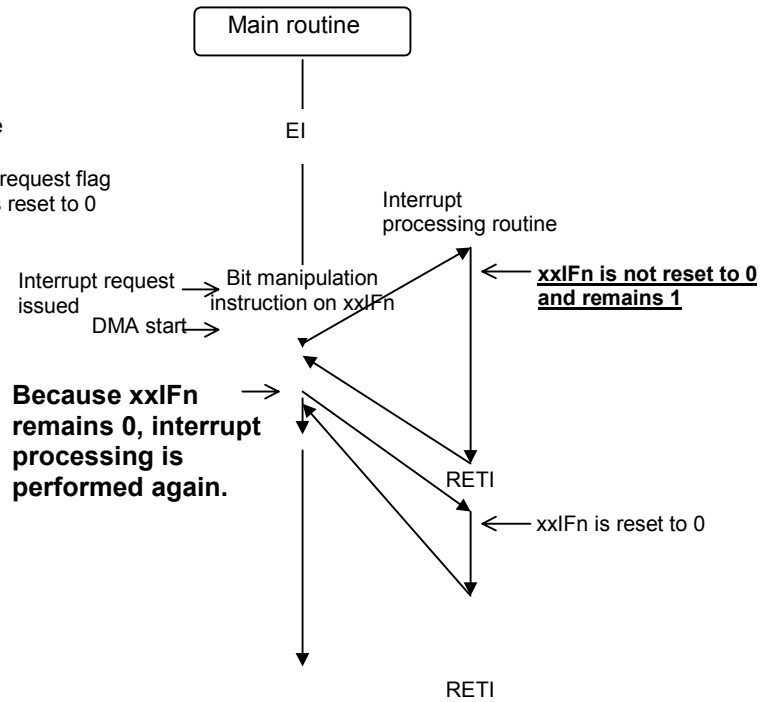 Main routine
e
EI
request flag
s reset to 0
Interrupt
processing routine
Interrupt request
issued
Bit manipulation
instruction on xxIFn
xxIFn is not reset to 0
and remains 1
DMA start
Because xxIFn
remains 0, interrupt
processing is
performed again.
RETI
xxIFn is reset to 0
RETI